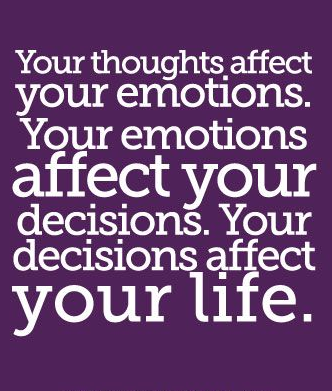 Your thoughts affect
your emotions.
Your emotions
affect your
decisions. Your
decisions affect
your life.